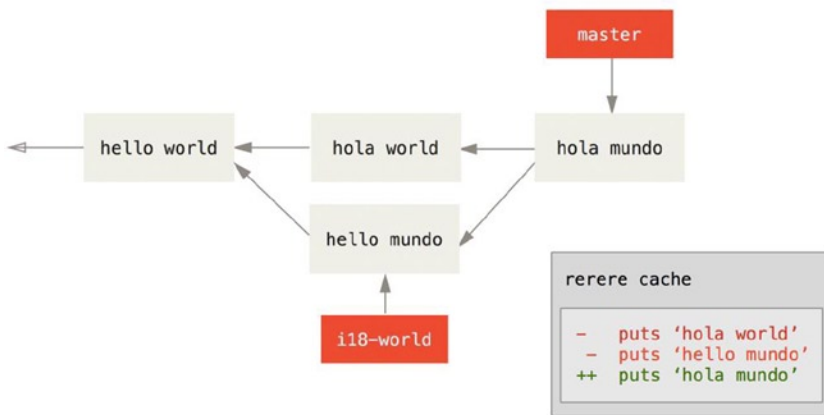 master
hello world
hola world
hola mundo
hello mundo
i18-world
rerere cache
-   puts ‘hola world’
 -  puts ‘hello mundo’
++  puts ‘hola mundo’